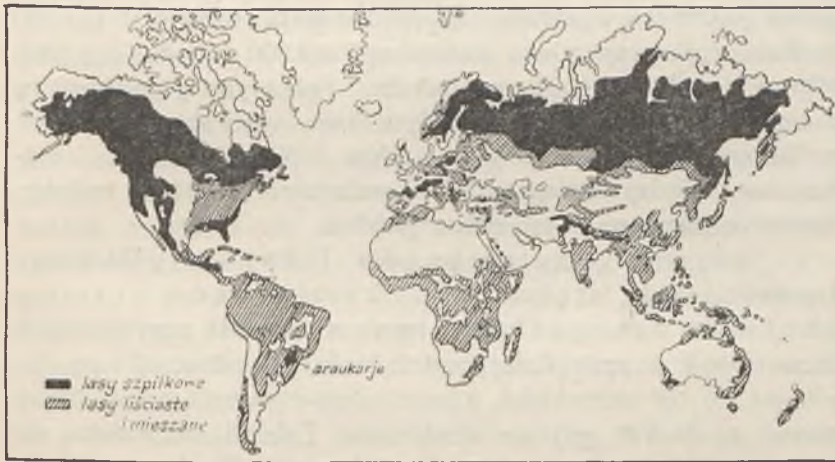 araukarje
lasy szpilkowe
lasy liściaste
i mieszane